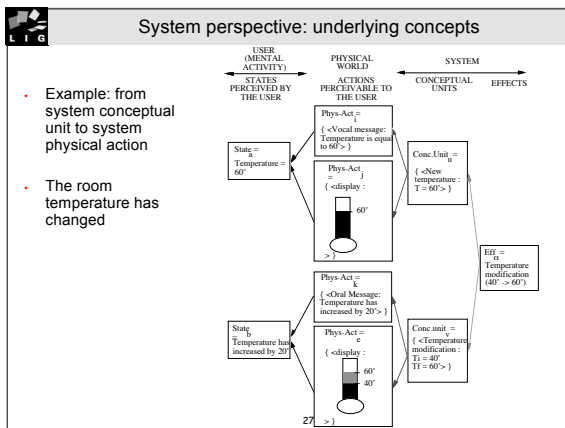 L I G
System perspective: underlying concepts
• Example: from
system conceptual
unit to system
physical action
• The room
temperature has
changed
USER
(MENTAL
ACTIVITY)
STATES
PERCEIVED BY
THE USER
PHYSICAL
WORLD
ACTIONS
PERCEIVABLE TO
THE USER
SYSTEM
CONCEPTUAL
UNITS
EFFECTS
State a =
Temperature =
60°
Phys-Act i
=
{ <Vocal message:
Temperature is equal
to 60°> }
Phys-Act j
=
{ <display :
60°
> }
Conc.Unit u =
{ <New
temperature :
T = 60°> }
Eff α =
Temperature
modification
(40° -> 60°)
State b
=
Temperature has
increased by 20°
Phys-Act k
=
{ <Oral Message:
Temperature has
increased by 20°> }
Phys-Act e =
{ <display :
60°
40°
> }
Conc.unit v =
{ <Temperature
modification :
Ti = 40°
Tf = 60°> }
27